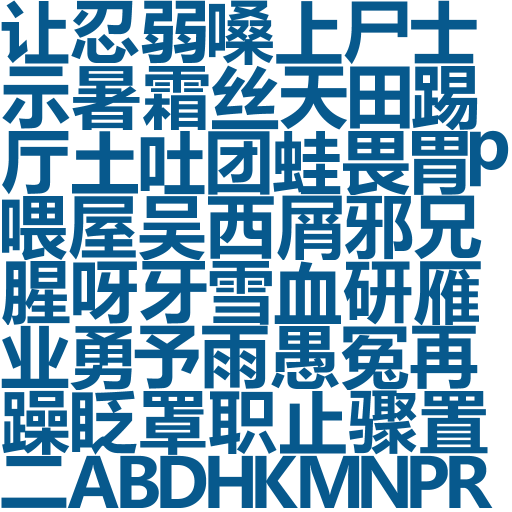 让忍弱嗓上尸士
示暑霜丝天田踢
厅土吐团蛙畏胃p
喂屋吴西屑邪兄
腥呀牙雪血研雁
业勇予雨愚冤再
躁眨罩职止骤置
二ABDHKMNPR